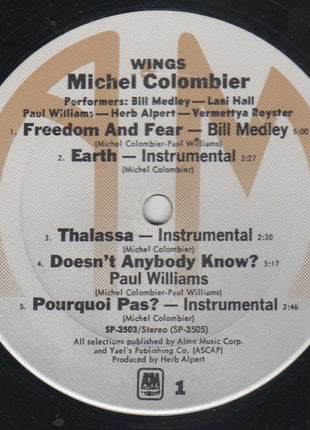 WINGS
Michel Colombier
Performers: Bill Medley — Lani Hall
Paul Williams — Herb Alpert — Vermettya Royster
1. Freedom And Fear — Bill Medley 5:00
(Michel Colombier-Paul Williams)
2. Earth — Instrumental 3:27
(Michel Colombier)
3. Thalassa — Instrumental 2:30
(Michel Colombier)
4. Doesn't Anybody Know? 3:17
Paul Williams
(Michel Colombier-Paul Williams)
5. Pourquoi Pas? — Instrumental 2:46
(Michel Colombier)
SP-3503/Stereo (SP-3505)
All selections published by Almo Music Corp.
and Yael's Publishing Co. (ASCAP)
Produced by Herb Alpert
A&M
1